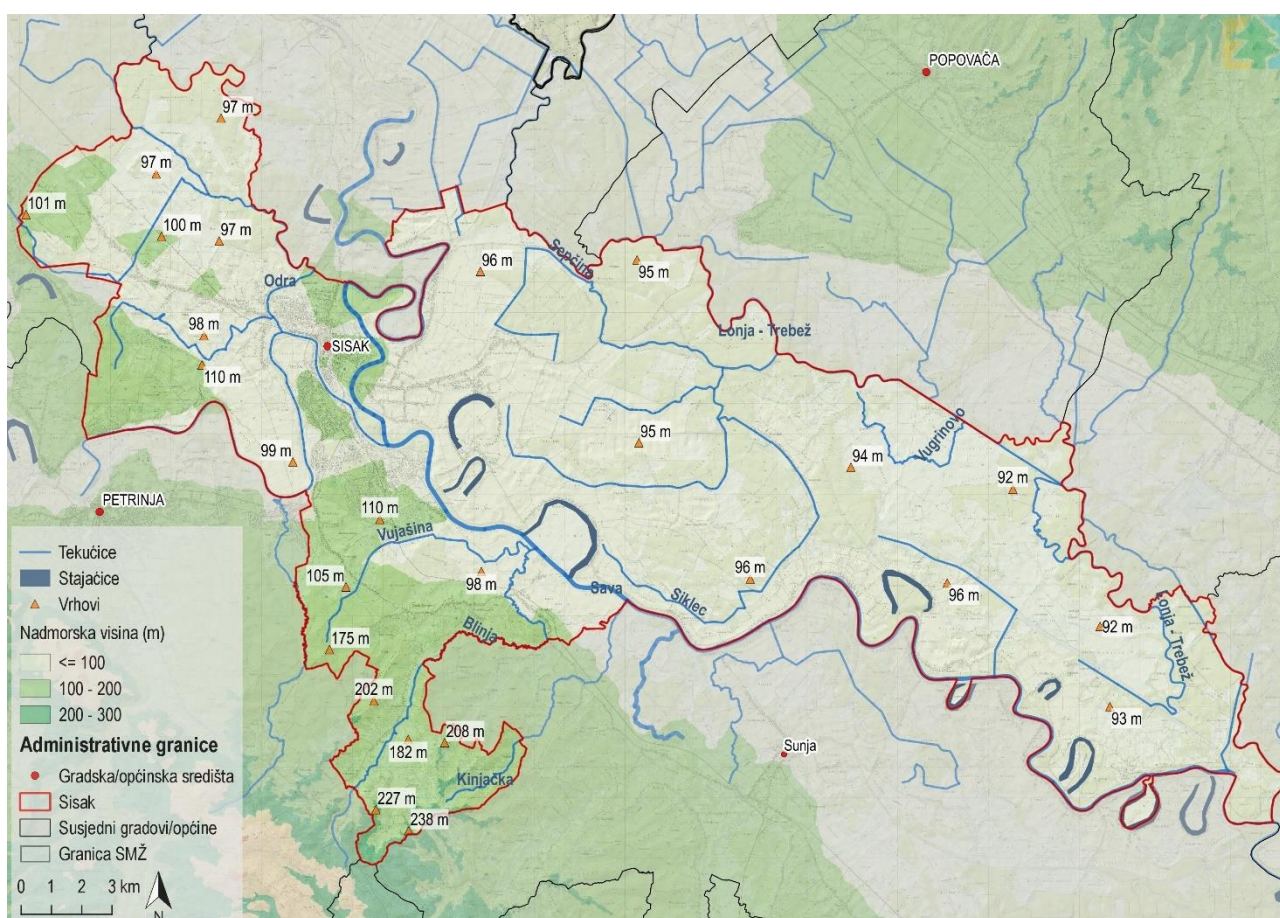 POPOVAČA
97 m
97 m
101 m
100 m
97 m
Odra
96 m
Sepčina
95 m
Lonja - Trebež
98 m
SISAK
110 m
95 m
99 m
94 m
Vugrinovo
92 m
PETRINJA
110 m
Vujašina
98 m
105 m
96 m
96 m
Sava
Siklec
Blinja
92 m
Lonja - Trebež
175 m
202 m
93 m
182 m
208 m
Sunja
Kinjačka
227 m
238 m
Tekućice
Stajaćice
Vrhovi
Nadmorska visina (m)
<= 100
100 - 200
200 - 300
Administrativne granice
Gradska/općinska središta
Sisak
Susjedni gradovi/općine
Granica SMŽ
0 1 2 3 km
N